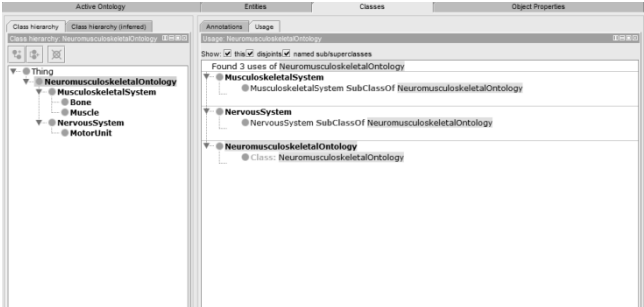 Active Ontology Entities Classes Object Properties
Class hierarchy Class hierarchy (inferred)
Class hierarchy: NeuromusculoskeletalOntology
Thing
NeuromusculoskeletalOntology
MusculoskeletalSystem
Bone
Muscle
NervousSystem
MotorUnit
Annotations Usage
Usage: NeuromusculoskeletalOntology
Show: this disjoints named sub/superclasses
Found 3 uses of NeuromusculoskeletalOntology
MusculoskeletalSystem
MusculoskeletalSystem SubClassOf NeuromusculoskeletalOntology
NervousSystem
NervousSystem SubClassOf NeuromusculoskeletalOntology
NeuromusculoskeletalOntology
Class: NeuromusculoskeletalOntology